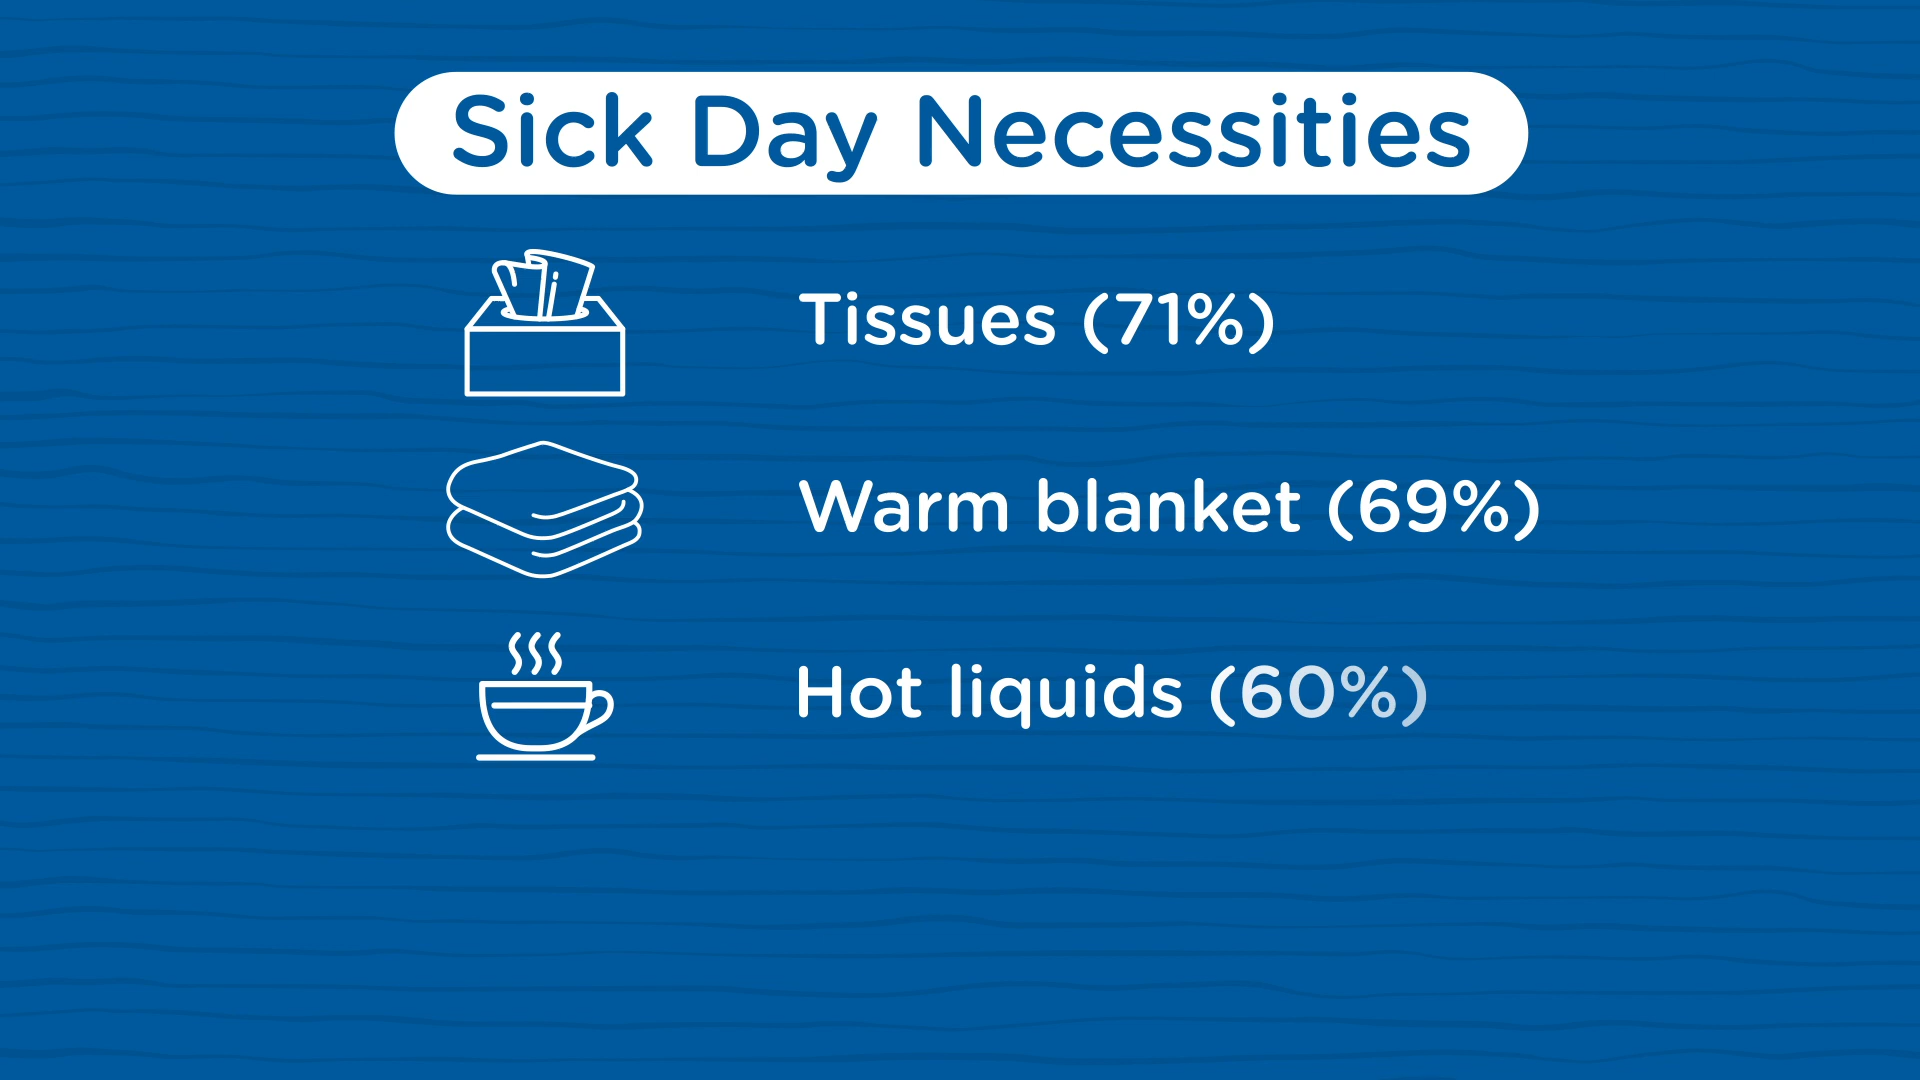 Sick Day Necessities
Tissues (71%)
Warm blanket (69%)
Hot liquids (60%)